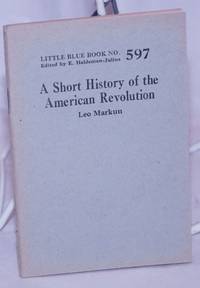 LITTLE BLUE BOOK NO. 597
Edited by E. Haldeman-Julius
A Short History of the
American Revolution
Leo Markun